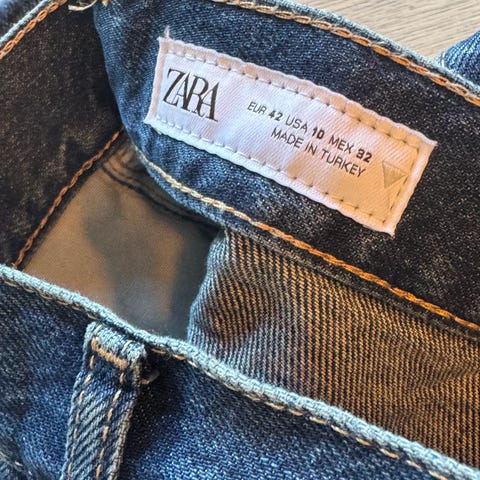 ZARA
EUR 42 USA 10 MEX 32
MADE IN TURKEY